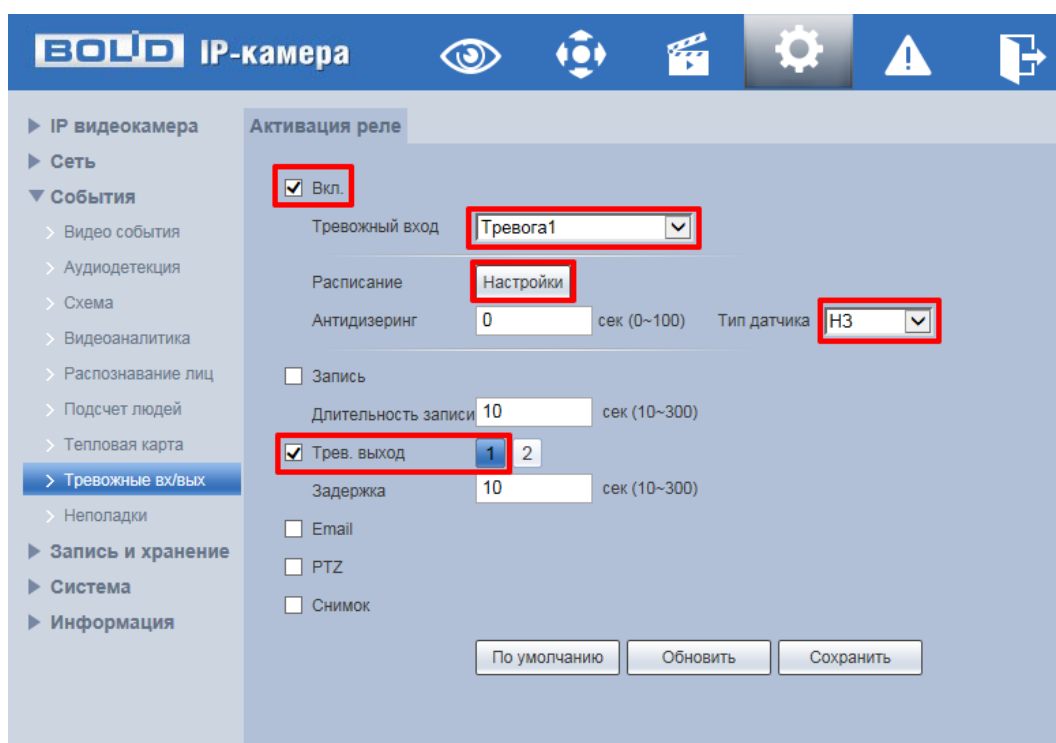 BOLID IP-камера
IP видеокамера
Сеть
События
Видео события
Аудиодетекция
Схема
Видеоаналитика
Распознавание лиц
Подсчет людей
Тепловая карта
Тревожные вх/вых
Неполадки
Запись и хранение
Система
Информация
Активация реле
Вкл.
Тревожный вход Тревога1
Расписание Настройки
Антидизеринг 0 сек (0~100) Тип датчика НЗ
Запись
Длительность записи 10 сек (10~300)
Трев. выход 1 2
Задержка 10 сек (10~300)
Email
PTZ
Снимок
По умолчанию Обновить Сохранить